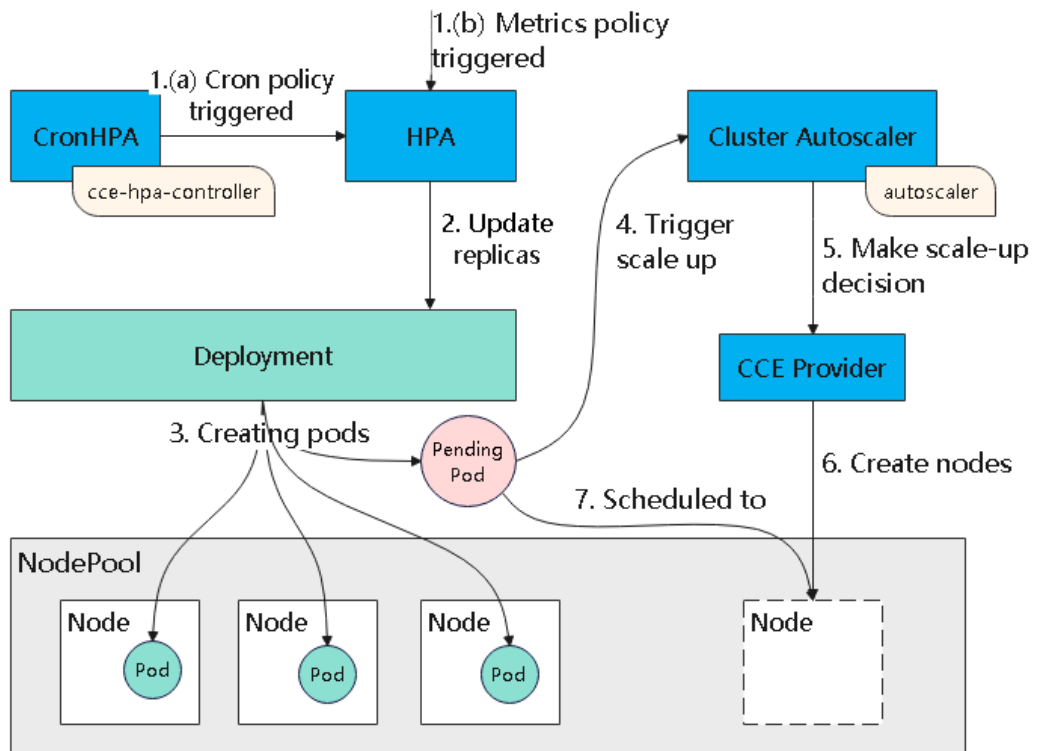 1.(b) Metrics policy
triggered
1.(a) Cron policy
triggered
CronHPA
cce-hpa-controller
HPA
Cluster Autoscaler
autoscaler
2. Update
replicas
4. Trigger
scale up
5. Make scale-up
decision
Deployment
CCE Provider
3. Creating pods
Pending
Pod
6. Create nodes
7. Scheduled to
NodePool
Node
Pod
Node
Pod
Node
Pod
Node